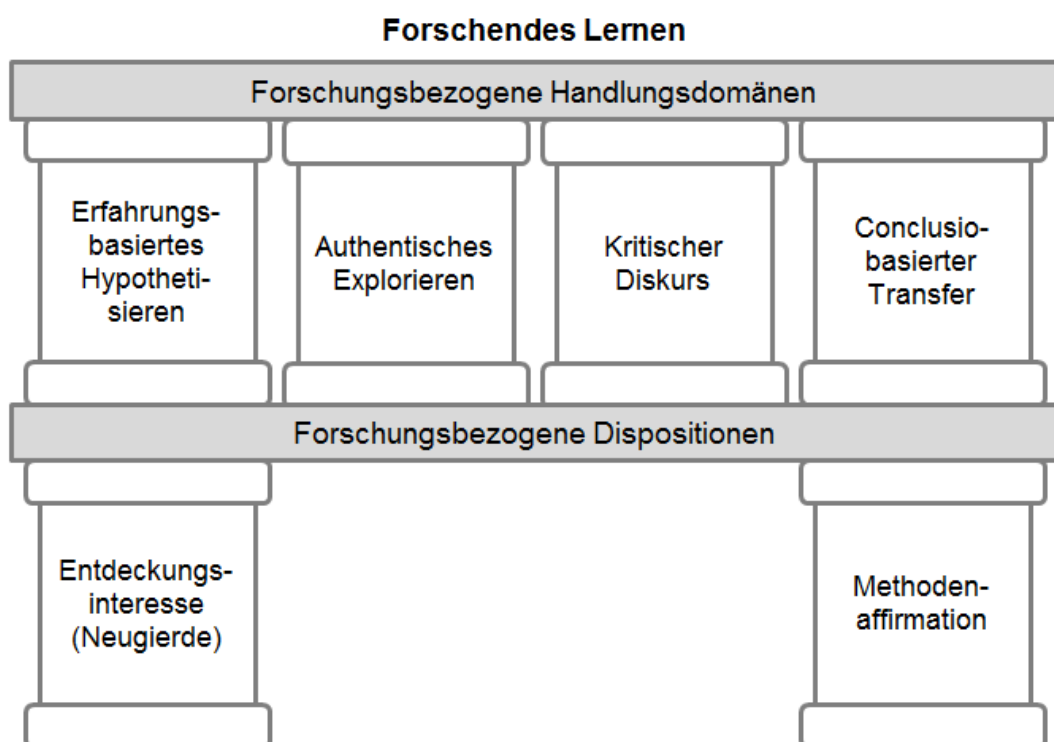 Forschendes Lernen
Forschungsbezogene Handlungsdomänen
Erfahrungs-
basiertes
Hypotheti-
sieren
Authentisches
Explorieren
Kritischer
Diskurs
Conclusio-
basierter
Transfer
Forschungsbezogene Dispositionen
Entdeckungs-
interesse
(Neugierde)
Methoden-
affirmation